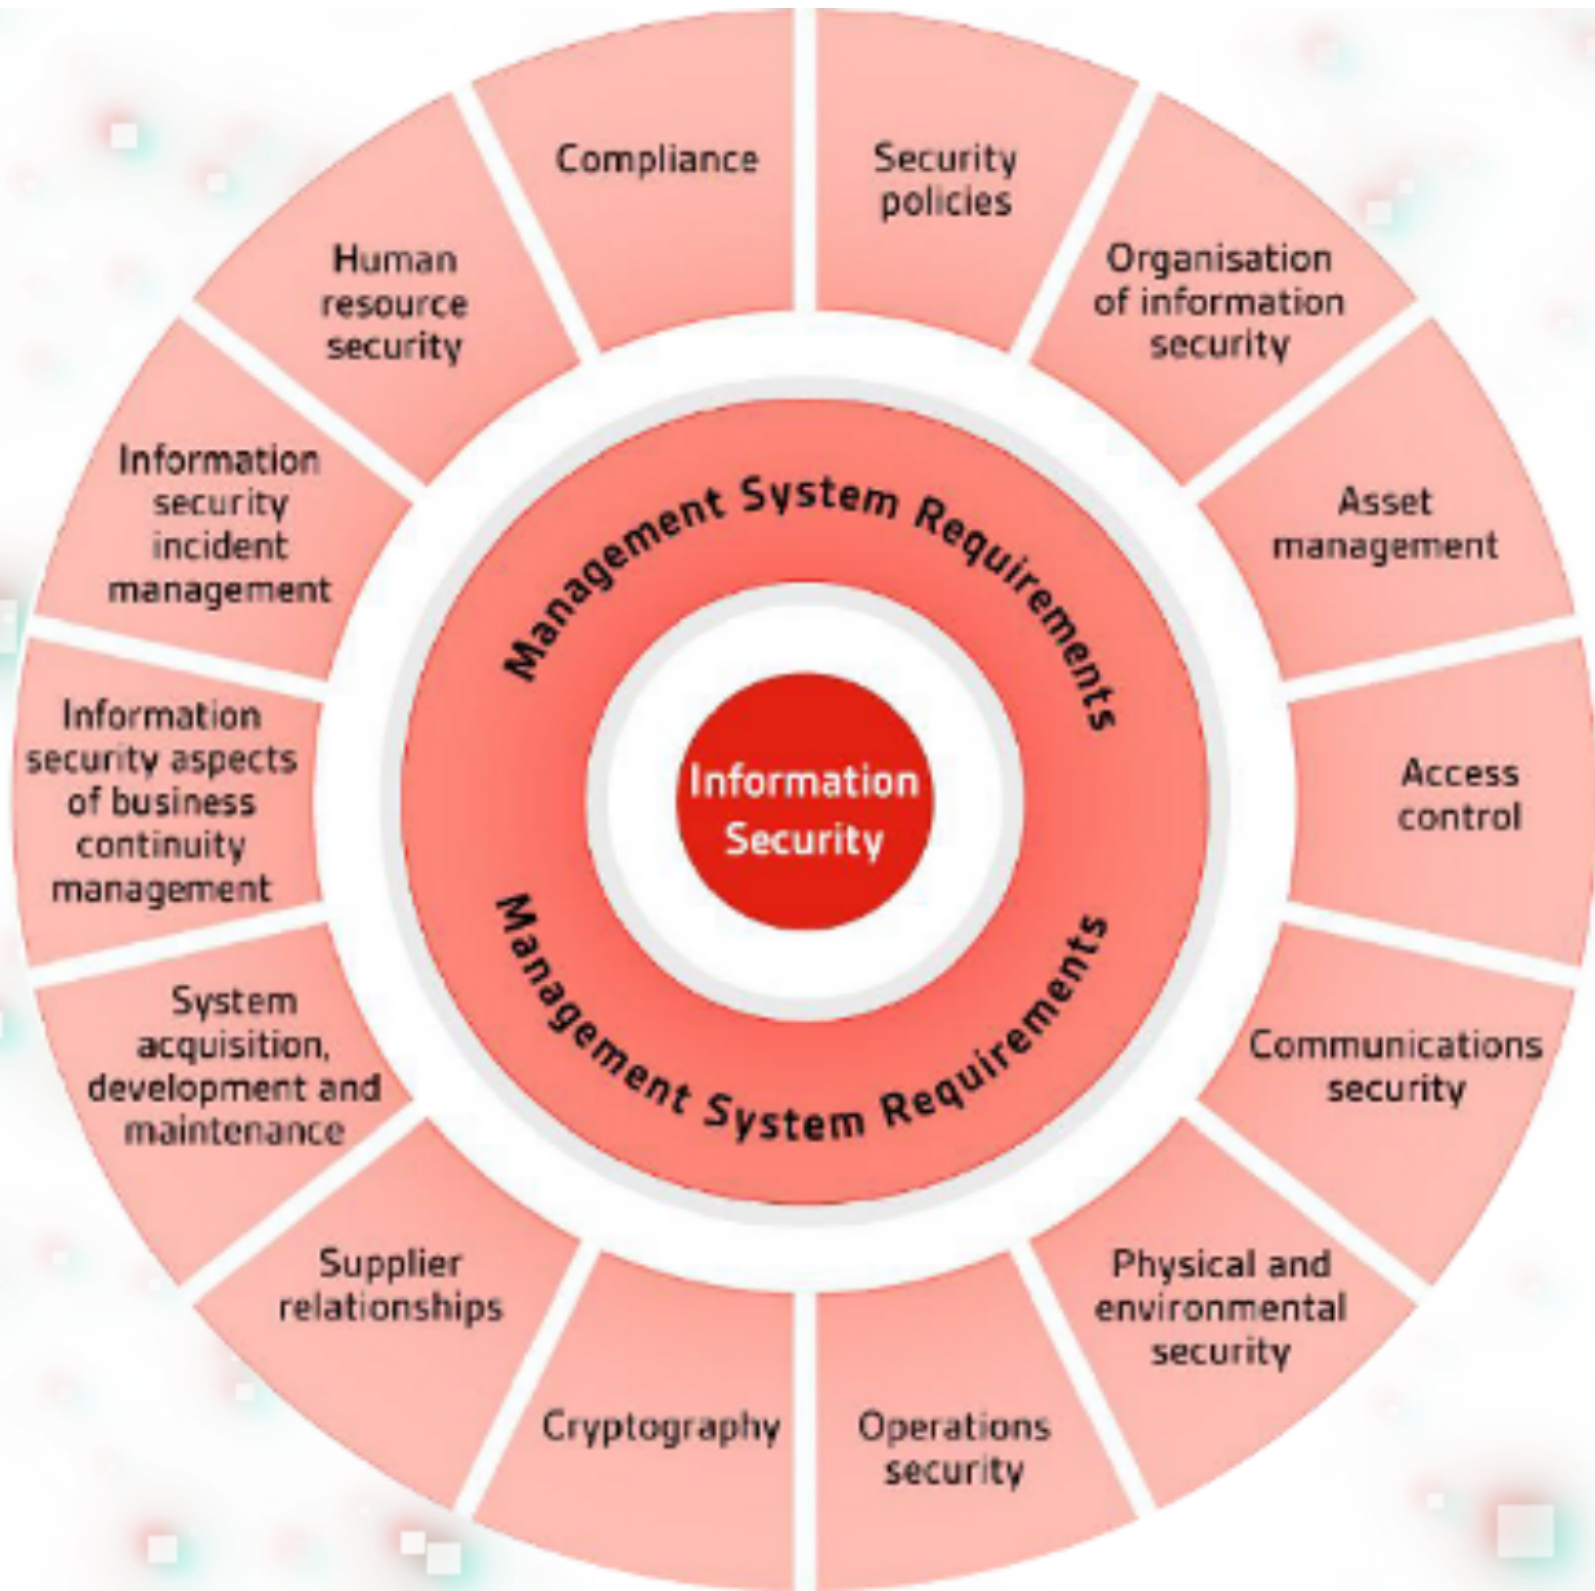 Compliance
Security
policies
Organisation
of information
security
Asset
management
Access
control
Communications
security
Physical and
environmental
security
Operations
security
Cryptography
Supplier
relationships
System
acquisition,
development and
maintenance
Information
security aspects
of business
continuity
management
Information
security
incident
management
Human
resource
security
Management System Requirements
Information
Security
Management System Requirements